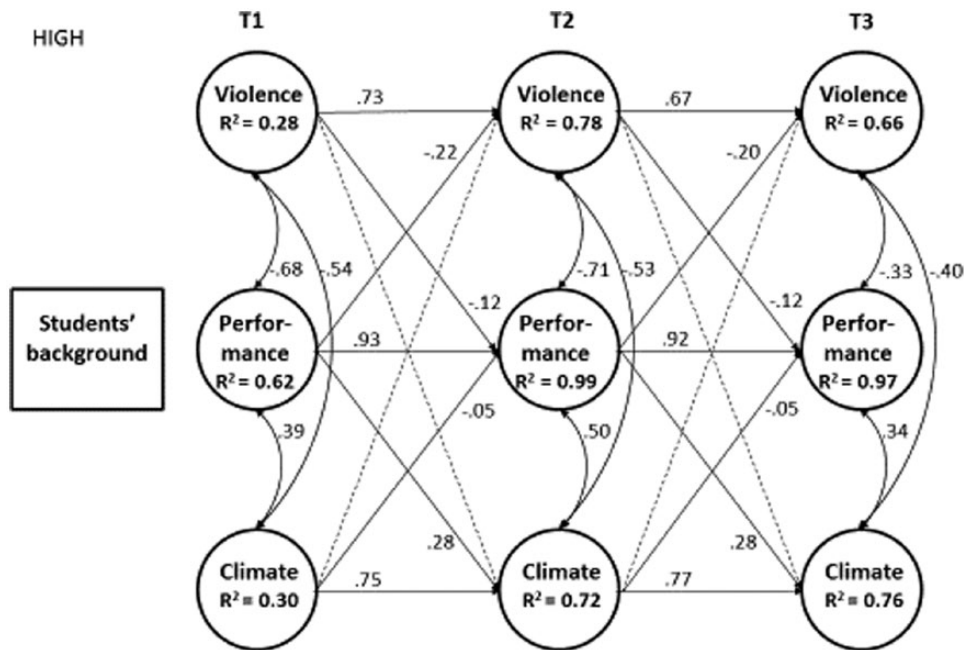 HIGH
T1
T2
T3
Violence
R² = 0.28
.73
Violence
R² = 0.78
.67
Violence
R² = 0.66
-.22
-.20
-.68
-.54
-.71
-.53
-.33
-.40
Students'
background
Perfor-
mance
R² = 0.62
-.12
.93
Perfor-
mance
R² = 0.99
-.12
.92
Perfor-
mance
R² = 0.97
-.05
-.05
.39
.50
.34
.28
.28
Climate
R² = 0.30
.75
Climate
R² = 0.72
.77
Climate
R² = 0.76